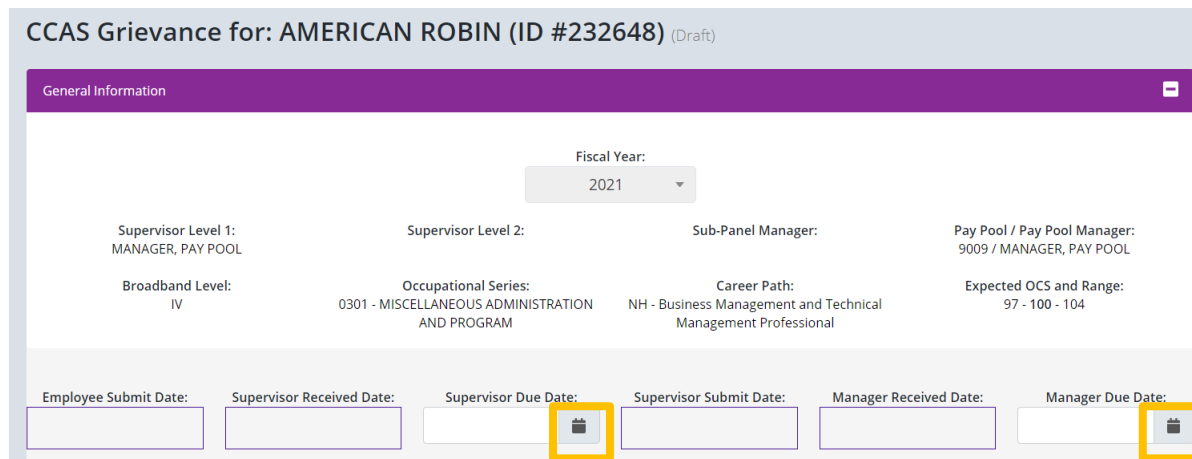 CCAS Grievance for: AMERICAN ROBIN (ID #232648) (Draft)
General Information
Fiscal Year:
2021
Supervisor Level 1:
MANAGER, PAY POOL
Supervisor Level 2:
Sub-Panel Manager:
Pay Pool / Pay Pool Manager:
9009 / MANAGER, PAY POOL
Broadband Level:
IV
Occupational Series:
0301 - MISCELLANEOUS ADMINISTRATION
AND PROGRAM
Career Path:
NH - Business Management and Technical
Management Professional
Expected OCS and Range:
97 - 100 - 104
Employee Submit Date:
Supervisor Received Date:
Supervisor Due Date:
Supervisor Submit Date:
Manager Received Date:
Manager Due Date: